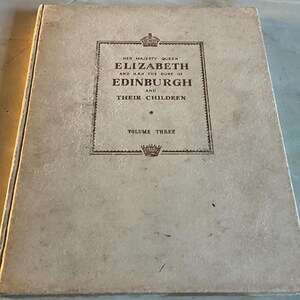 HER MAJESTY QUEEN
ELIZABETH
AND H.R.H THE DUKE OF
EDINBURGH
AND
THEIR CHILDREN
VOLUME THREE